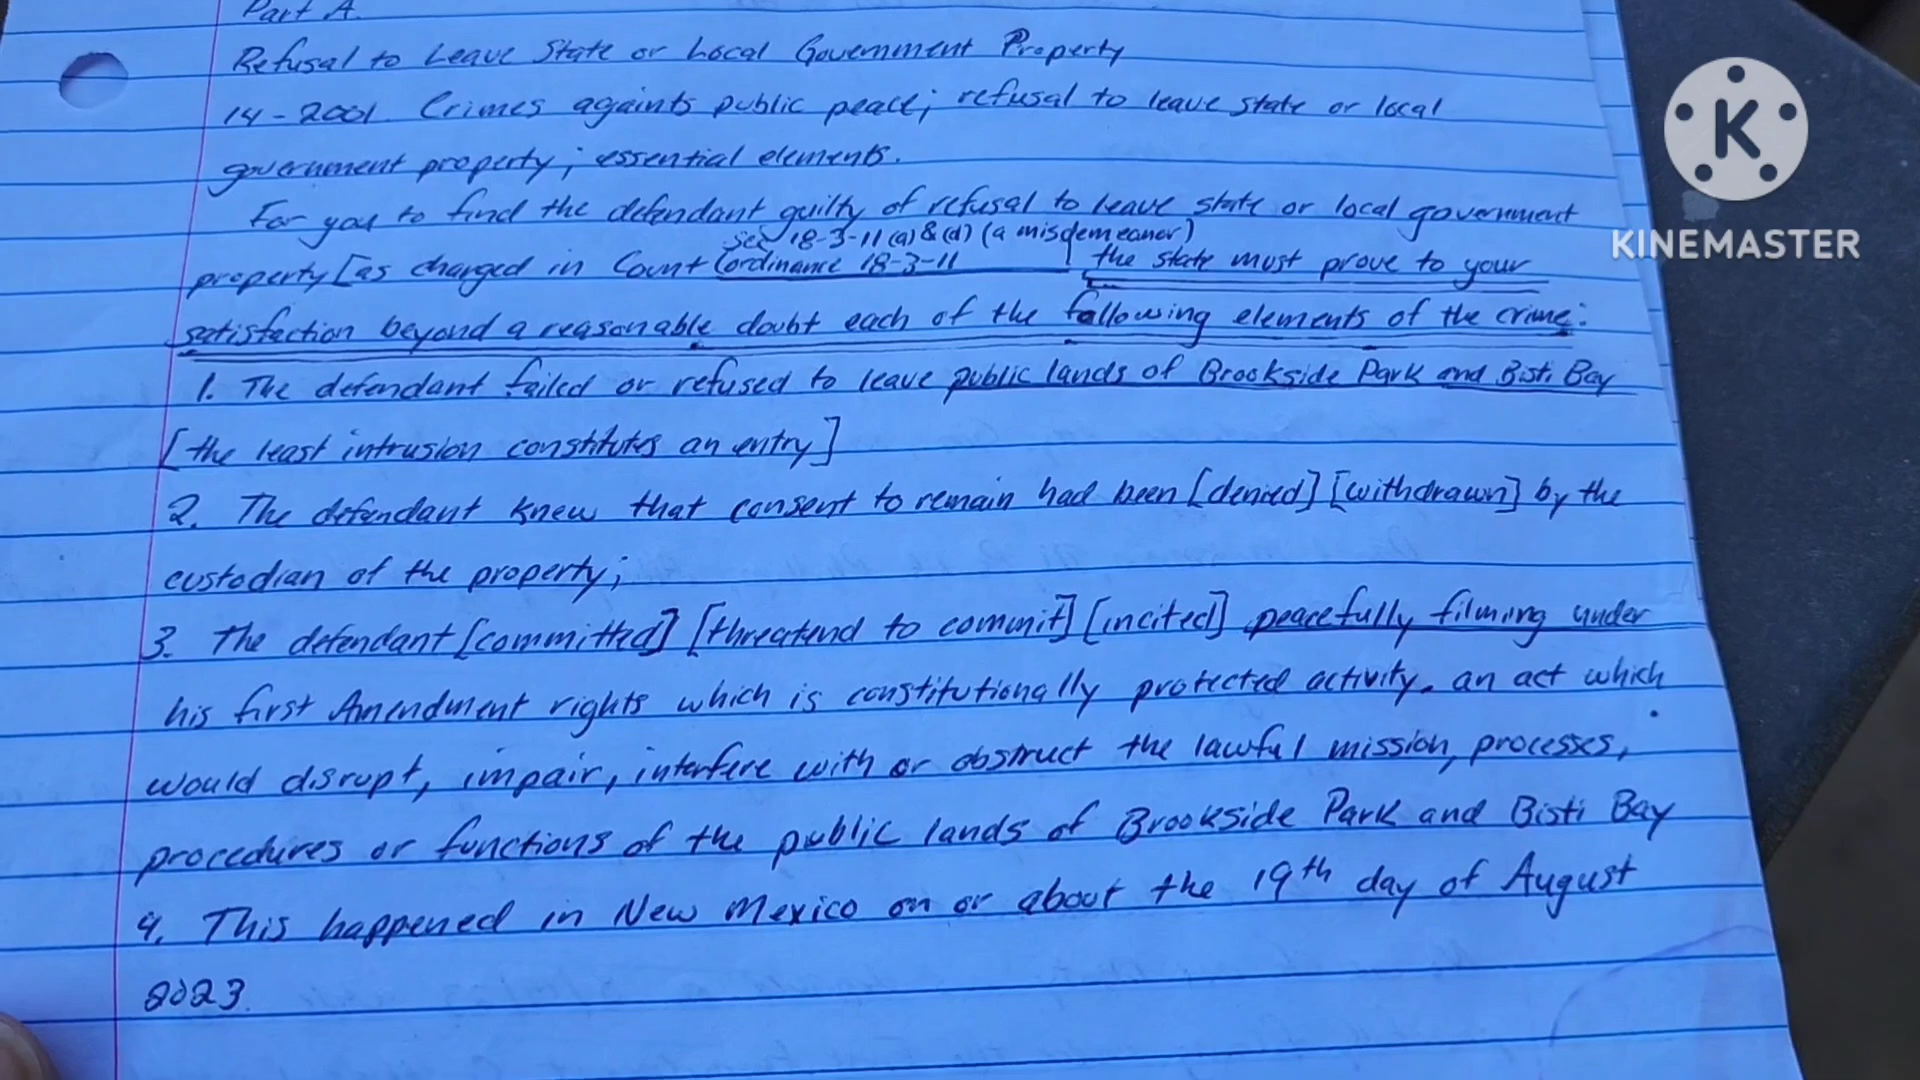 Part A.
Refusal to Leave State or Local Government Property
14-2001. Crimes againts public peace; refusal to leave state or local
government property; essential elements.
For you to find the defendant guilty of refusal to leave state or local government
sec 18-3-11 (a) & (d) (a misdemeanor)
property [as charged in Count (ordinance 18-3-11 ] the state must prove to your
satisfaction beyond a reasonable doubt each of the following elements of the crime:
1. The defendant failed or refused to leave public lands of Brookside Park and Bisti Bay
[the least intrusion constitutes an entry]
2. The defendant knew that consent to remain had been [denied] [withdrawn] by the
custodian of the property;
3. The defendant [committed] [threatend to commit] [incited] peacefully filming under
his first Amendment rights which is constitutionally protected activity. an act which
would disrupt, impair, interfere with or obstruct the lawful mission, processes,
procedures or functions of the public lands of Brookside Park and Bisti Bay
4. This happened in New Mexico on or about the 19th day of August
2023.
K
KINEMASTER